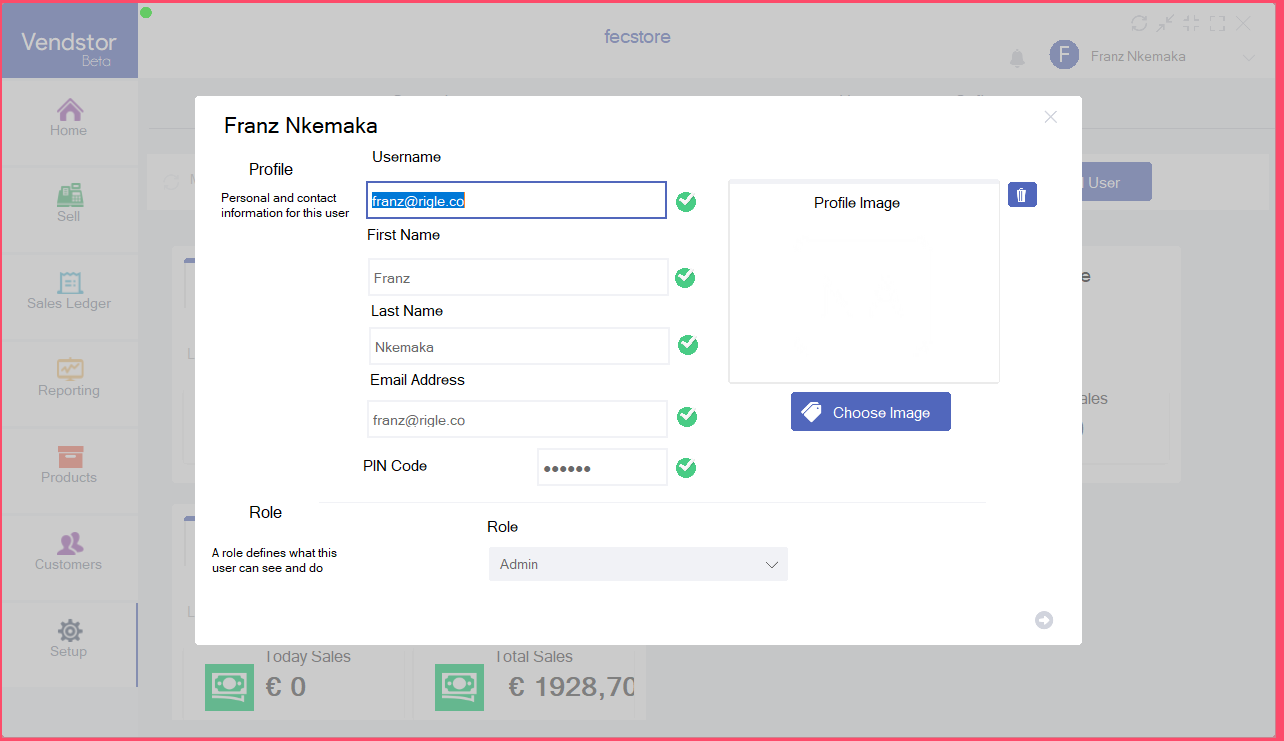 Vendstor
Beta
fecstore
F
Franz Nkemaka
Home
Sell
Sales Ledger
Reporting
Products
Customers
Setup
User
Franz Nkemaka
Profile
Personal and contact
information for this user
Username
franz@rigle.co
First Name
Franz
Last Name
Nkemaka
Email Address
franz@rigle.co
PIN Code
●●●●●●
Profile Image
Choose Image
Role
A role defines what this
user can see and do
Role
Admin
Today Sales
€ 0
Total Sales
€ 1928,70